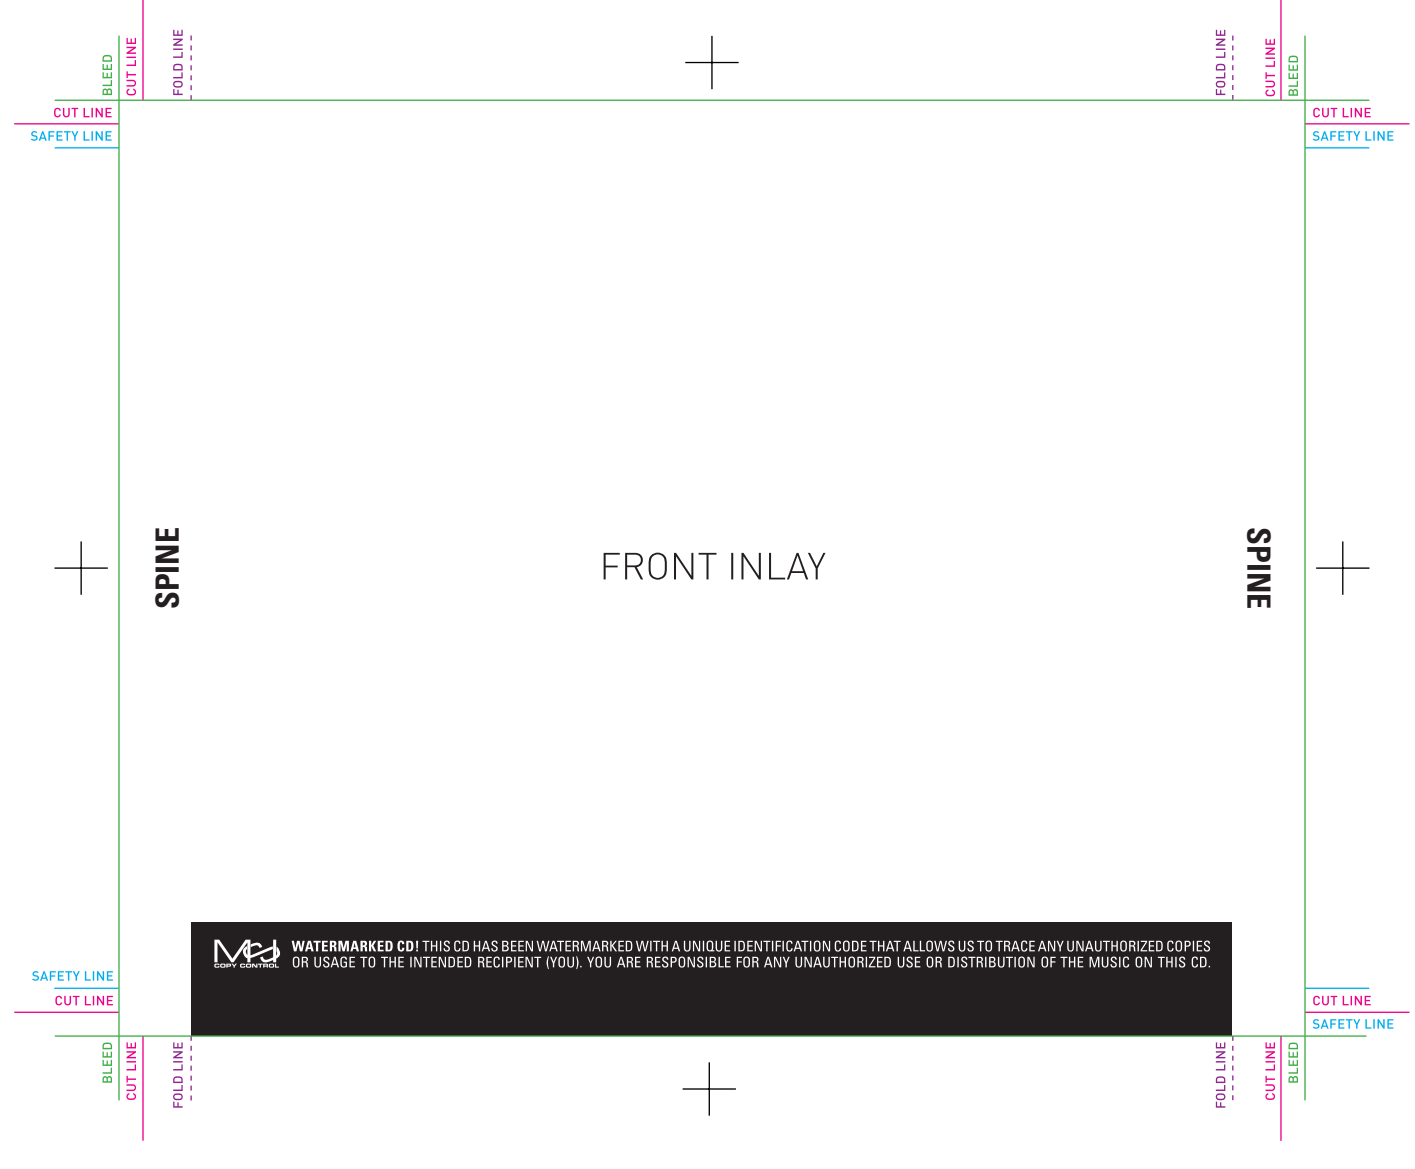 BLEED
CUT LINE
FOLD LINE
FOLD LINE
CUT LINE
BLEED
CUT LINE
SAFETY LINE
CUT LINE
SAFETY LINE
SPINE
FRONT INLAY
SPINE
MCD
COPY CONTROL
WATERMARKED CD! THIS CD HAS BEEN WATERMARKED WITH A UNIQUE IDENTIFICATION CODE THAT ALLOWS US TO TRACE ANY UNAUTHORIZED COPIES
OR USAGE TO THE INTENDED RECIPIENT (YOU). YOU ARE RESPONSIBLE FOR ANY UNAUTHORIZED USE OR DISTRIBUTION OF THE MUSIC ON THIS CD.
SAFETY LINE
CUT LINE
CUT LINE
SAFETY LINE
BLEED
CUT LINE
FOLD LINE
FOLD LINE
CUT LINE
BLEED